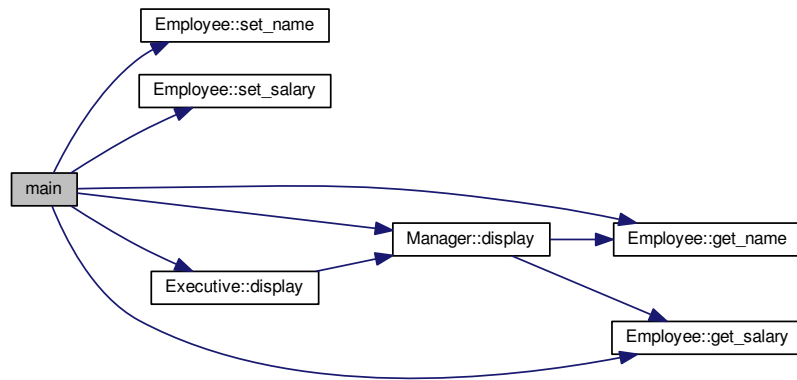 Employee::set_name
Employee::set_salary
main
Manager::display
Employee::get_name
Executive::display
Employee::get_salary